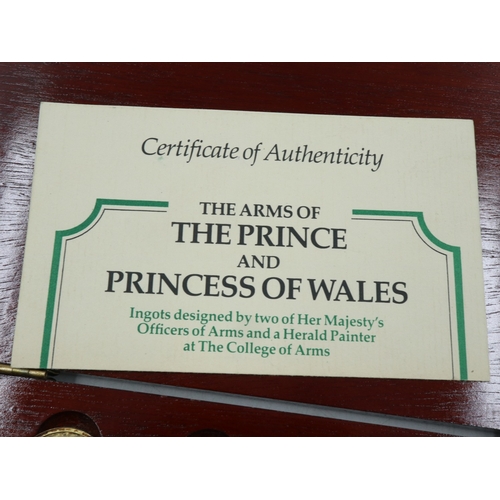 Certificate of Authenticity
THE ARMS OF
THE PRINCE
AND
PRINCESS OF WALES
Ingots designed by two of Her Majesty's
Officers of Arms and a Herald Painter
at The College of Arms